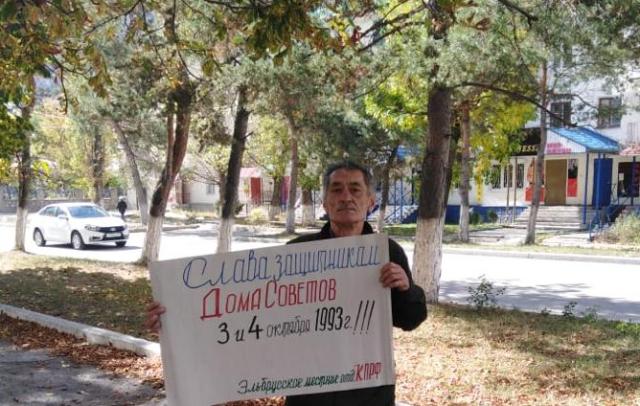 Слава защитникам
Дома Советов
3 и 4 октября 1993 г.!!!
Эльбрусское местное отд. КПРФ